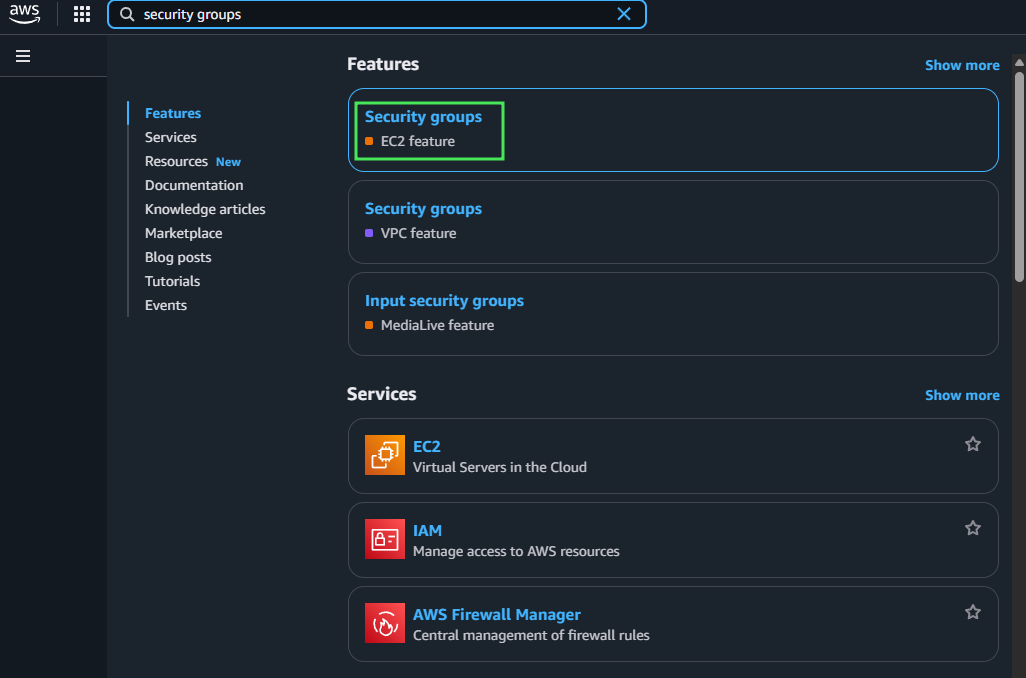 aws
security groups
Features
Show more
Features
Services
Resources New
Documentation
Knowledge articles
Marketplace
Blog posts
Tutorials
Events
Security groups
EC2 feature
Security groups
VPC feature
Input security groups
MediaLive feature
Services
Show more
EC2
Virtual Servers in the Cloud
IAM
Manage access to AWS resources
AWS Firewall Manager
Central management of firewall rules